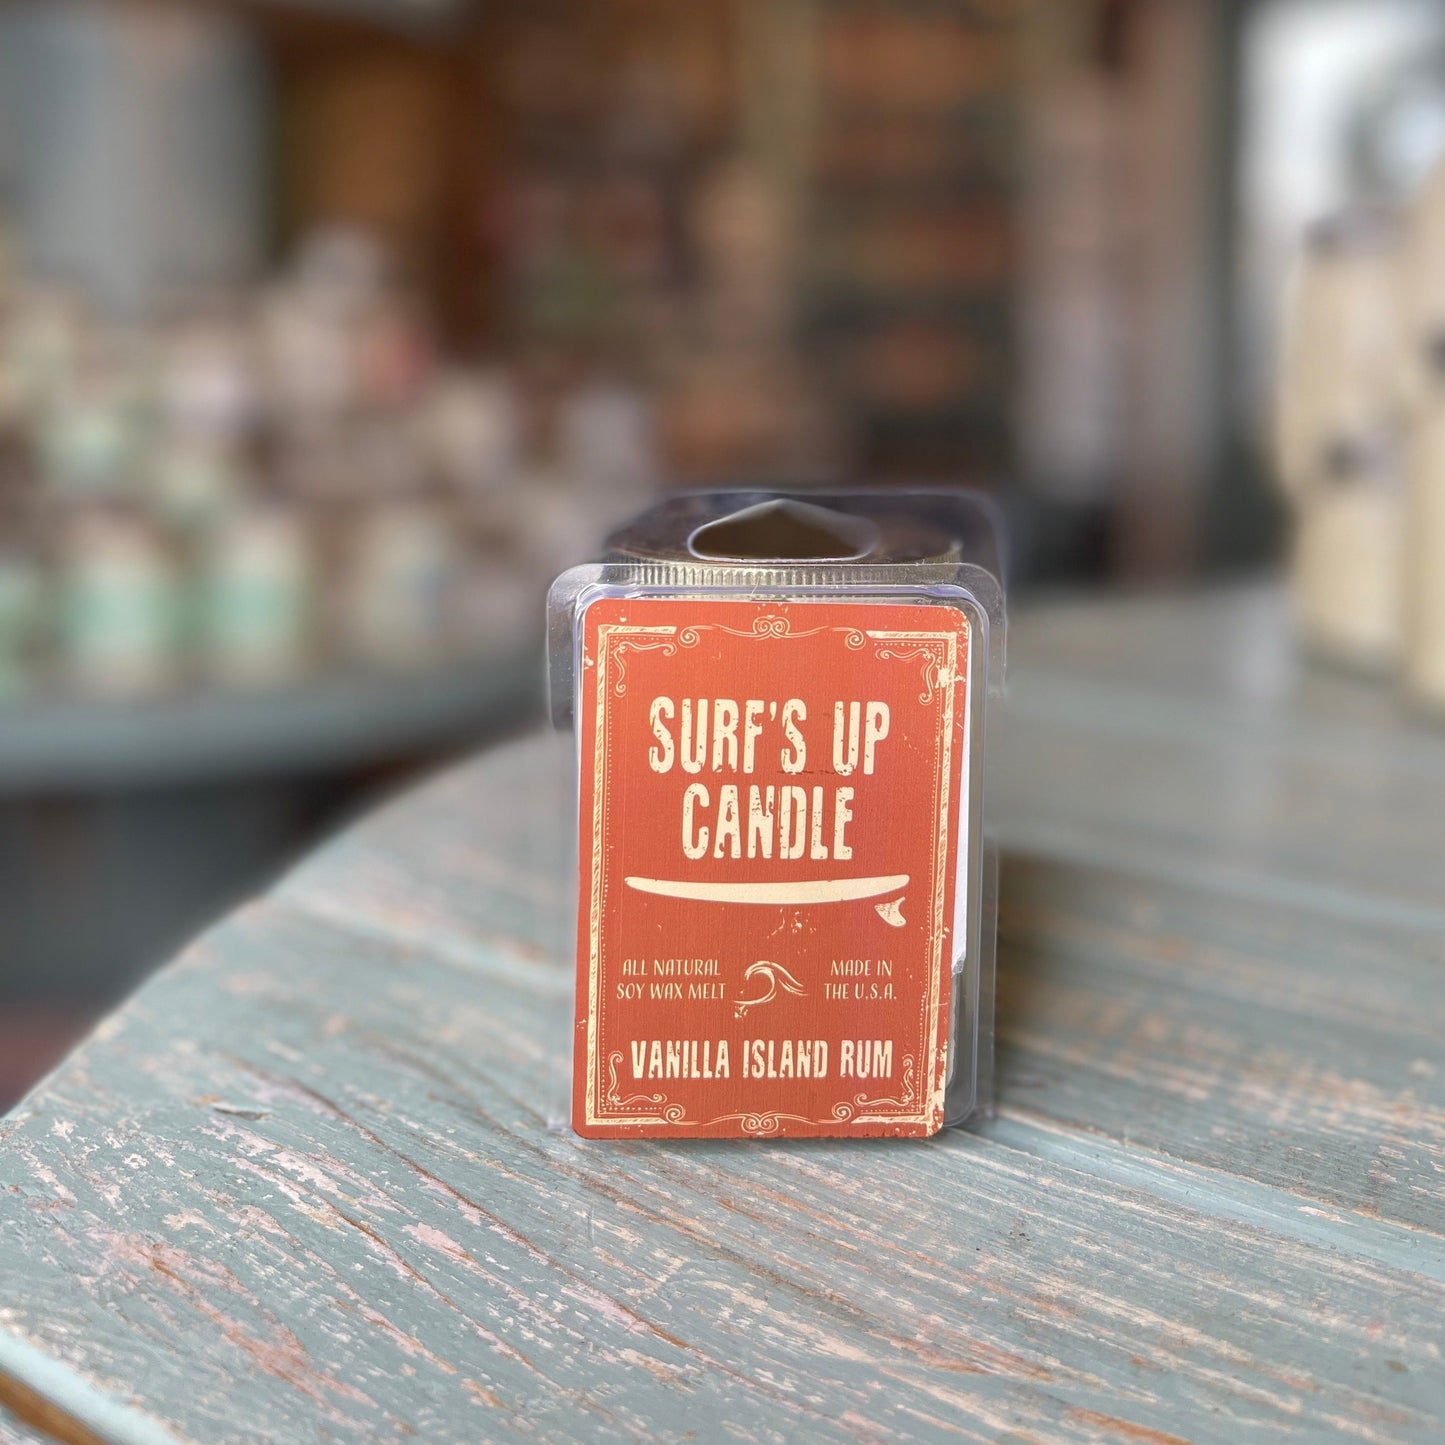 SURF'S UP
CANDLE
ALL NATURAL
SOY WAX MELT
MADE IN
THE U.S.A.
VANILLA ISLAND RUM